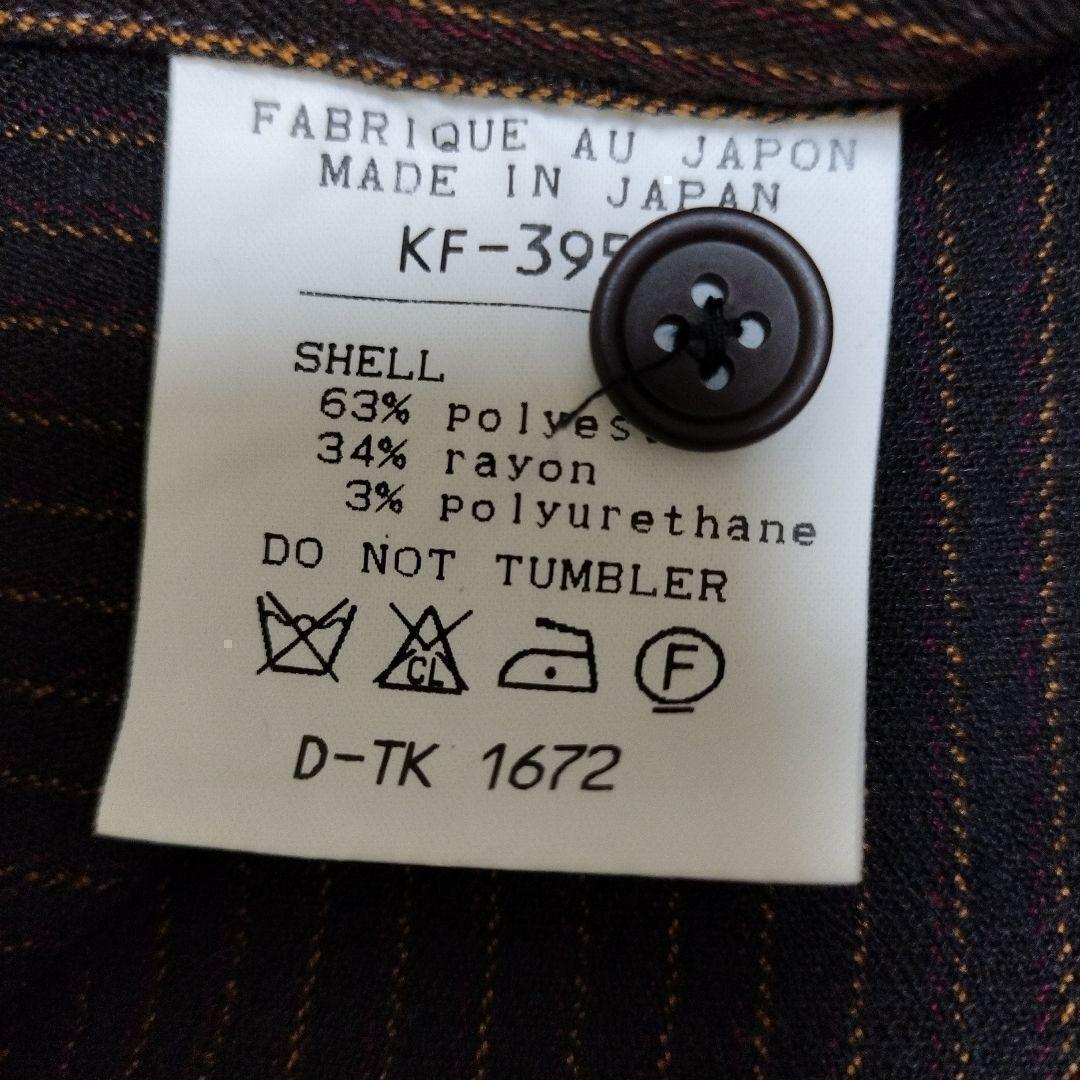 FABRIQUE AU JAPON
MADE IN JAPAN
SHELL
63%
34% rayon
3% polyurethane
DO NOT TUMBLER
CL F
D-TK 1672